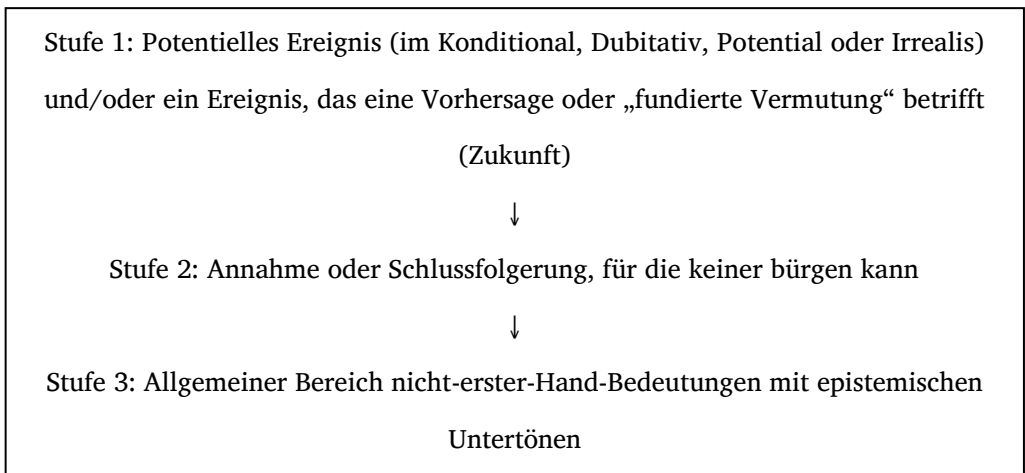 Stufe 1: Potentielles Ereignis (im Konditional, Dubitativ, Potential oder Irrealis)
und/oder ein Ereignis, das eine Vorhersage oder „fundierte Vermutung“ betrifft
(Zukunft)
↓
Stufe 2: Annahme oder Schlussfolgerung, für die keiner bürgen kann
↓
Stufe 3: Allgemeiner Bereich nicht-erster-Hand-Bedeutungen mit epistemischen
Untertönen